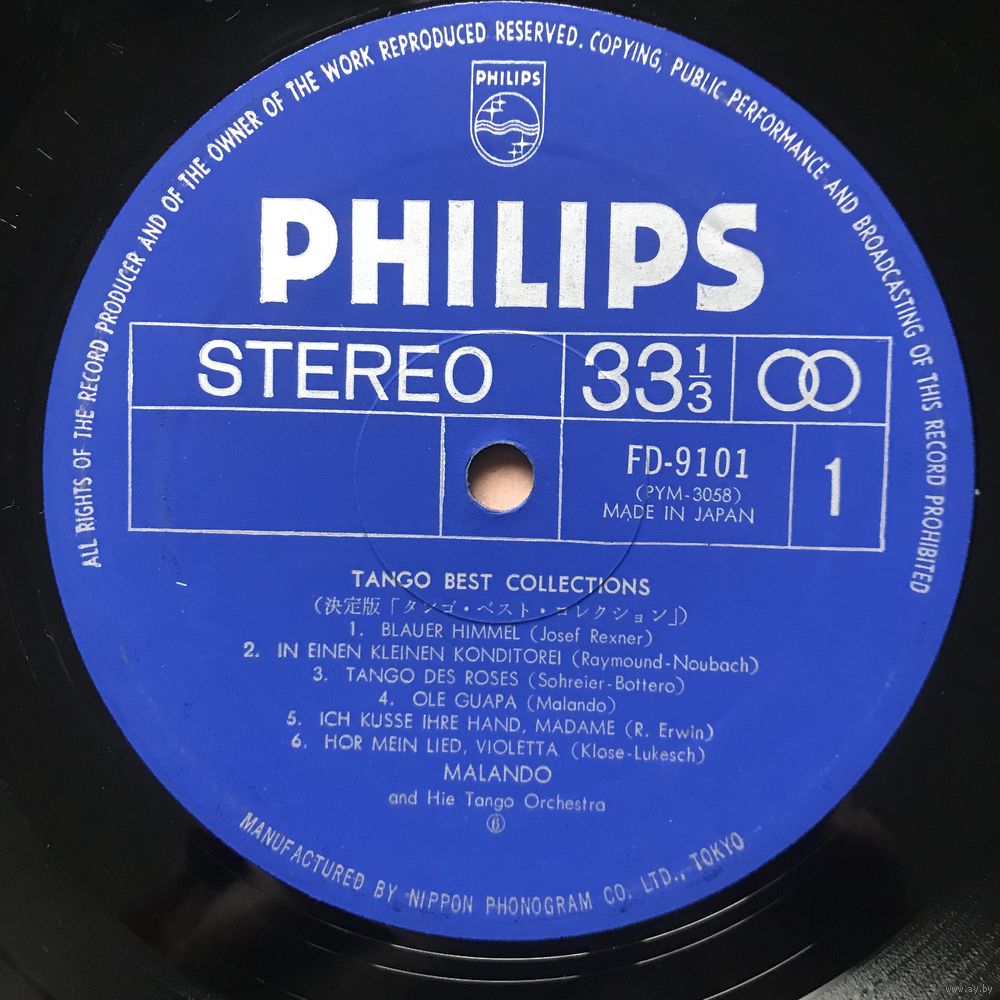 ALL RIGHTS OF THE RECORD PRODUCER AND OF THE OWNER OF THE WORK REPRODUCED RESERVED. COPYING, PUBLIC PERFORMANCE AND BROADCASTING OF THIS RECORD PROHIBITED
PHILIPS
PHILIPS
STEREO
33 1/3
FD-9101
(PYM-3058)
MADE IN JAPAN
1
TANGO BEST COLLECTIONS
(決定版「タンゴ・ベスト・コレクション」)
1. BLAUER HIMMEL (Josef Rexner)
2. IN EINEN KLEINEN KONDITOREI (Raymound-Noubach)
3. TANGO DES ROSES (Sohreier-Bottero)
4. OLE GUAPA (Malando)
5. ICH KUSSE IHRE HAND, MADAME (R. Erwin)
6. HOR MEIN LIED, VIOLETTA (Klose-Lukesch)
MALANDO
and Hie Tango Orchestra
⑥
MANUFACTURED BY NIPPON PHONOGRAM CO. LTD., TOKYO
www.ay.by